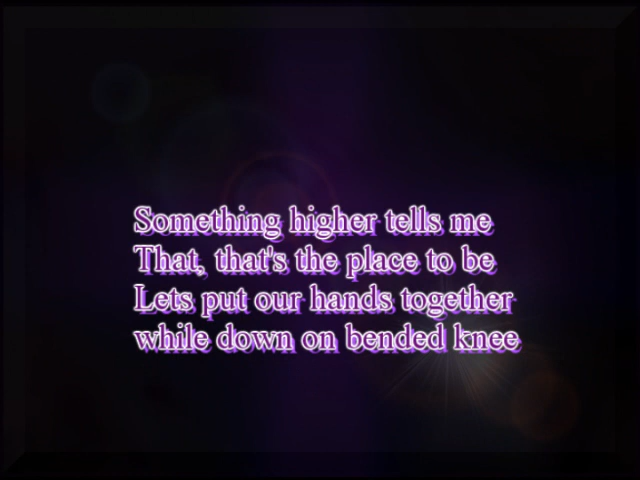 Something higher tells me
That, that's the place to be
Lets put our hands together
while down on bended knee